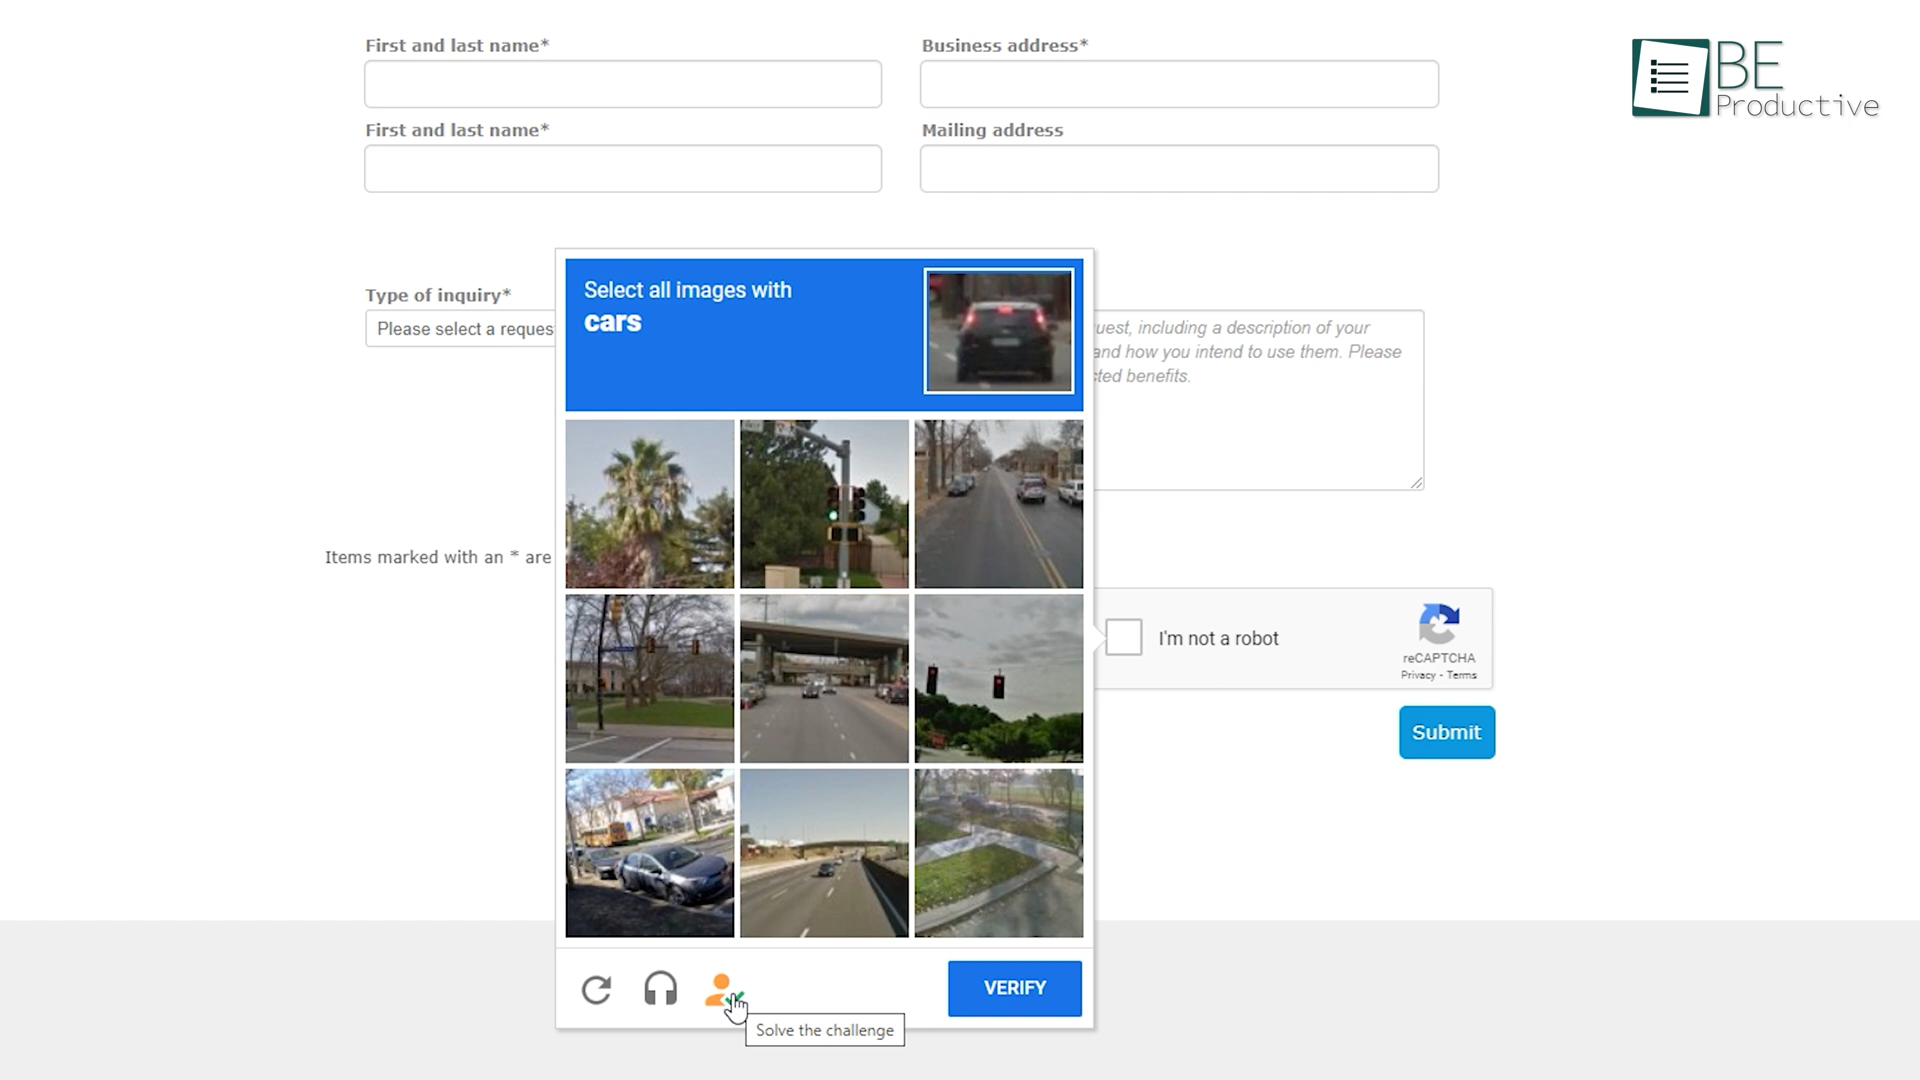 First and last name*
Business address*
BE
Productive
First and last name*
Mailing address
Type of inquiry*
Please select a reques
Select all images with
cars
uest, including a description of your
and how you intend to use them. Please
cted benefits.
Items marked with an * are
I'm not a robot
reCAPTCHA
Privacy - Terms
Submit
VERIFY
Solve the challenge